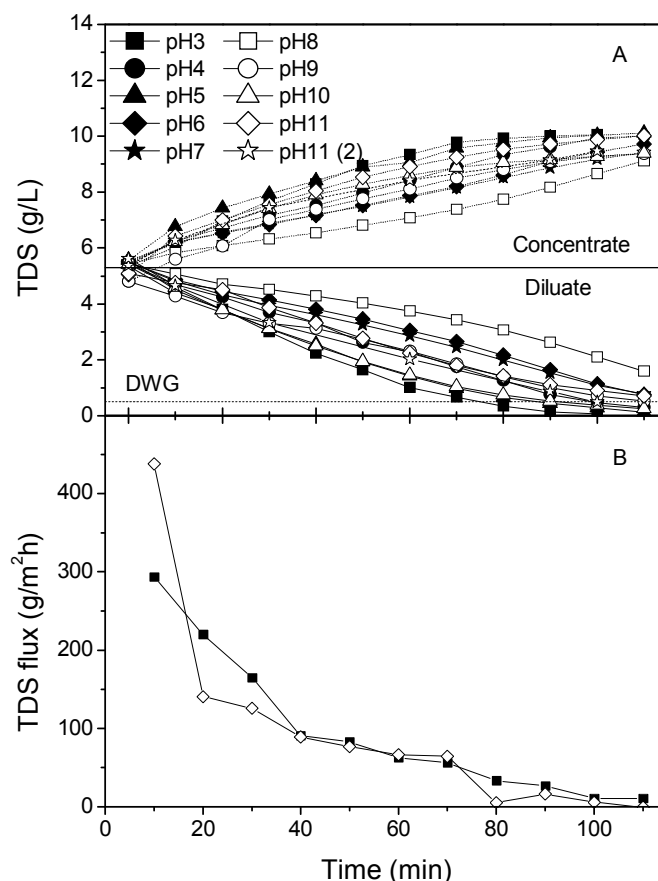 14
12
10
8
6
4
2
0
TDS (g/L)
A
pH3 pH8
pH4 pH9
pH5 pH10
pH6 pH11
pH7 pH11 (2)
Concentrate
Diluate
DWG
B
400
300
200
100
0
TDS flux (g/m²h)
20 40 60 80 100
Time (min)